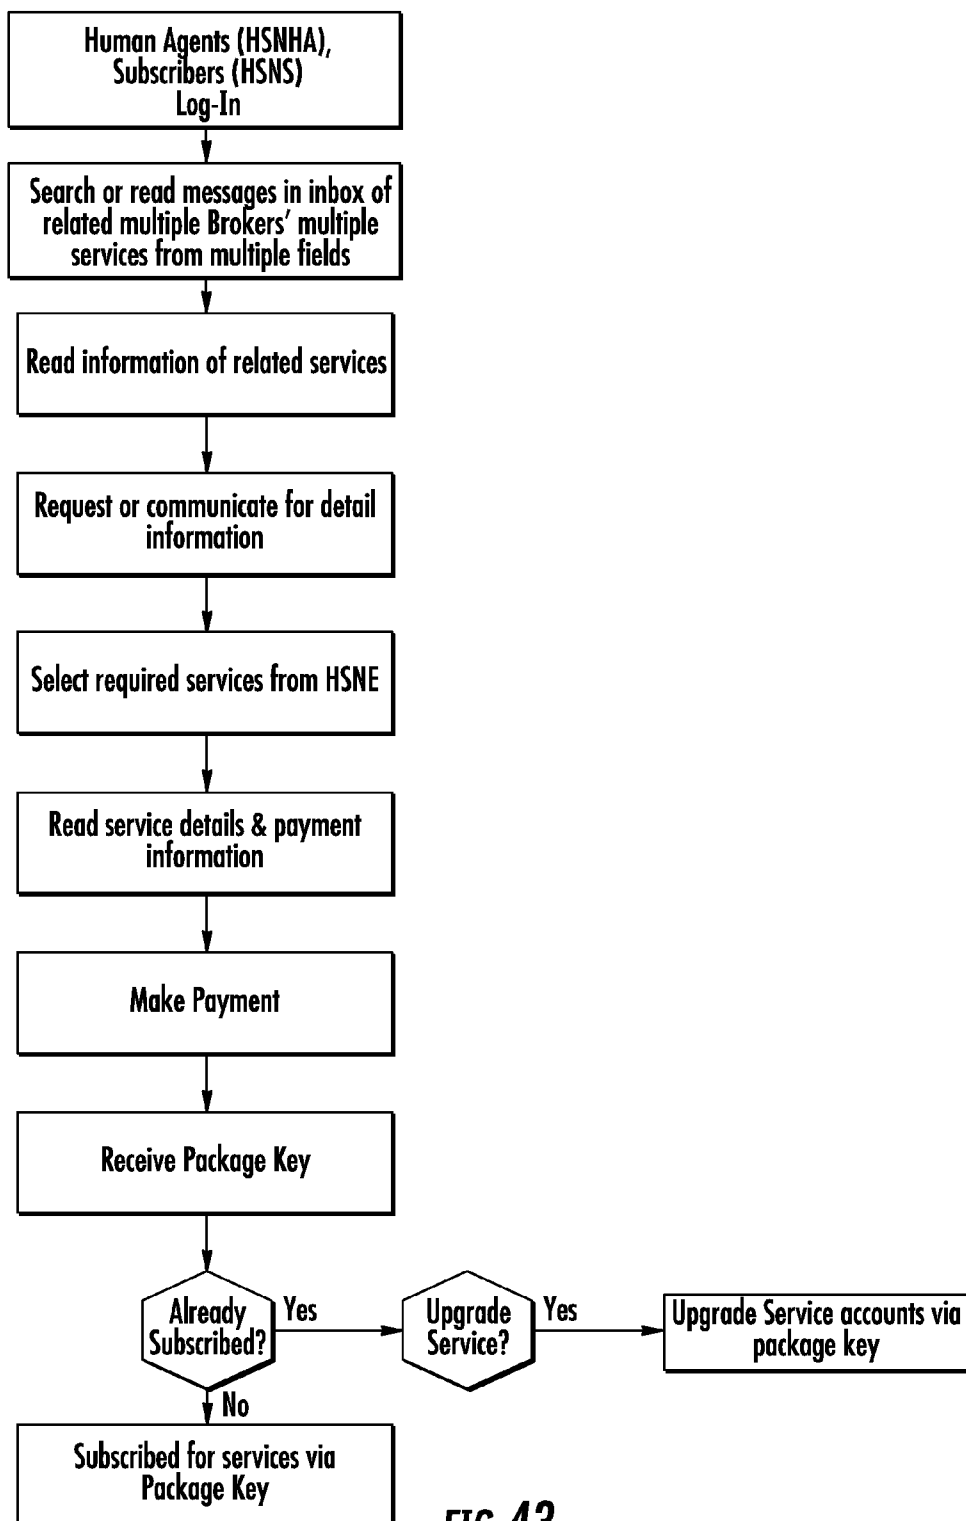 Human Agents (HSNHA),
Subscribers (HSNS)
Log-In
Search or read messages in inbox of
related multiple Brokers' multiple
services from multiple fields
Read information of related services
Request or communicate for detail
information
Select required services from HSNE
Read service details & payment
information
Make Payment
Receive Package Key
Already
Subscribed?
Yes
Upgrade
Service?
Yes
Upgrade Service accounts via
package key
No
Subscribed for services via
Package Key
FIG. 43